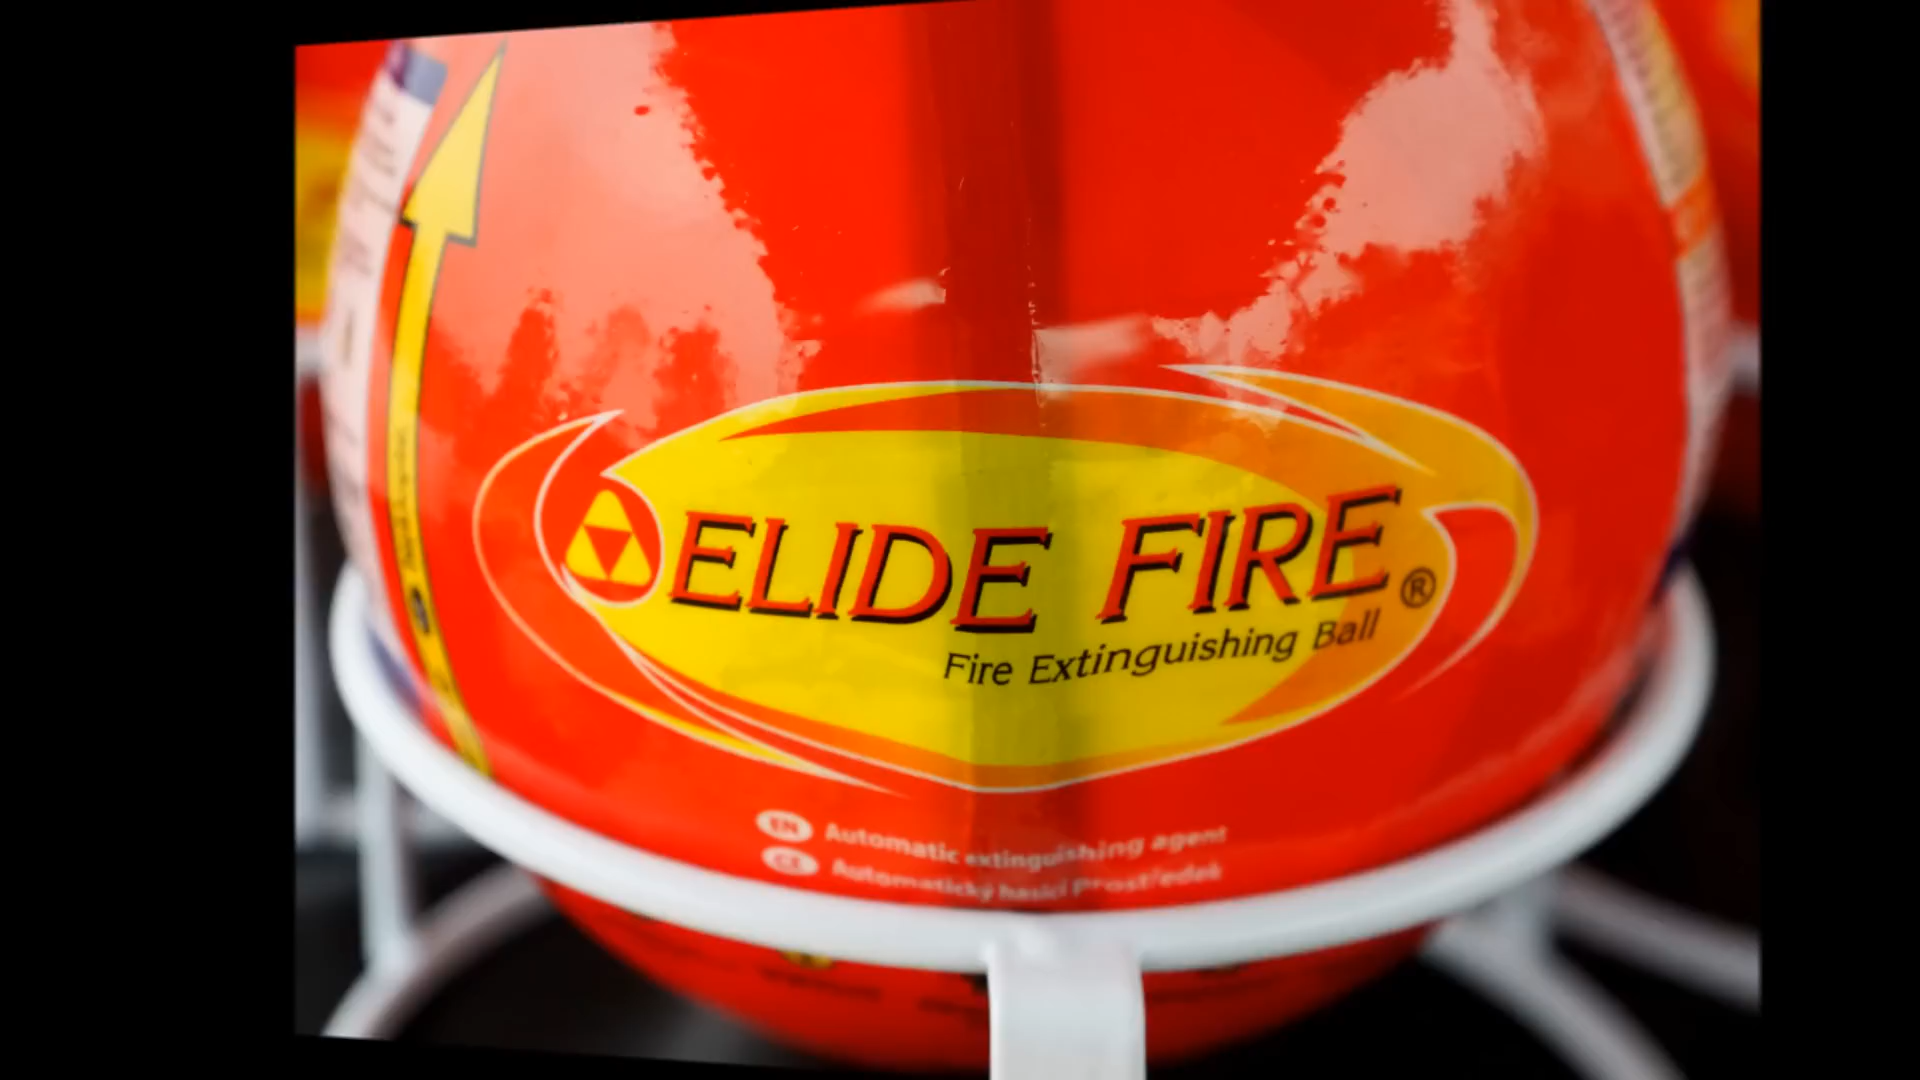 ELIDE FIRE®
Fire Extinguishing Ball
EN Automatic extinguishing agent
CZ Automatický hasicí prostředek